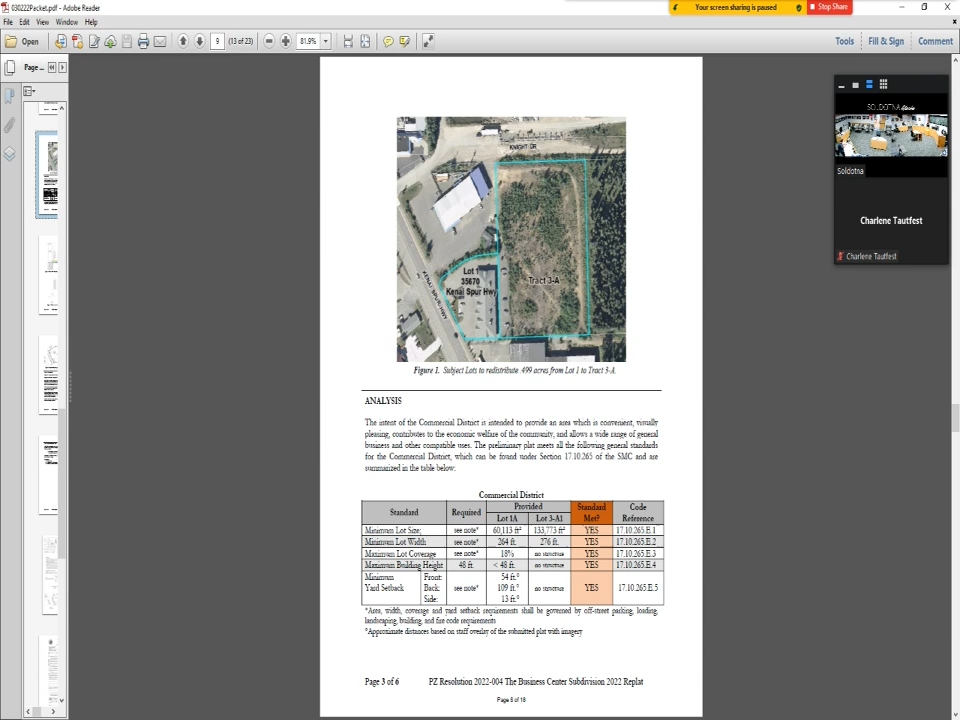 030222Packet.pdf - Adobe Reader
Your screen sharing is paused
Stop Share
File Edit View Window Help
Open
9 (13 of 23)
81.9%
Tools Fill & Sign Comment
Page...
SOLDOTNA
Soldotna
Charlene Tautfest
Charlene Tautfest
KNIGHT DR
Lot 1
35670
Kenai Spur Hwy
Tract 3-A
KENAI SPUR HWY
Figure 1. Subject Lots to redistribute .499 acres from Lot 1 to Tract 3-A.
ANALYSIS
The intent of the Commercial District is intended to provide an area which is convenient, visually
pleasing, contributes to the economic welfare of the community, and allows a wide range of general
business and other compatible uses. The preliminary plat meets all the following general standards
for the Commercial District, which can be found under Section 17.10.265 of the SMC and are
summarized in the table below:
Commercial District
Standard Required Provided Standard Met? Code Reference
Lot 1A Lot 3-A1
Minimum Lot Size; see note* 60,113 ft² 133,773 ft² YES 17.10.265.E.1
Minimum Lot Width see note* 264 ft. 276 ft. YES 17.10.265.E.2
Maximum Lot Coverage see note* 18% no structure YES 17.10.265.E.3
Maximum Building Height 48 ft. < 48 ft. no structure YES 17.10.265.E.4
Minimum Front: 54 ft.°
Yard Setback Back: see note* 109 ft.° no structure YES 17.10.265.E.5
Side: 13 ft.°
*Area, width, coverage and yard setback requirements shall be governed by off-street parking, loading,
landscaping, building, and fire code requirements
°Approximate distances based on staff overlay of the submitted plat with imagery
Page 3 of 6 PZ Resolution 2022-004 The Business Center Subdivision 2022 Replat
Page 8 of 18